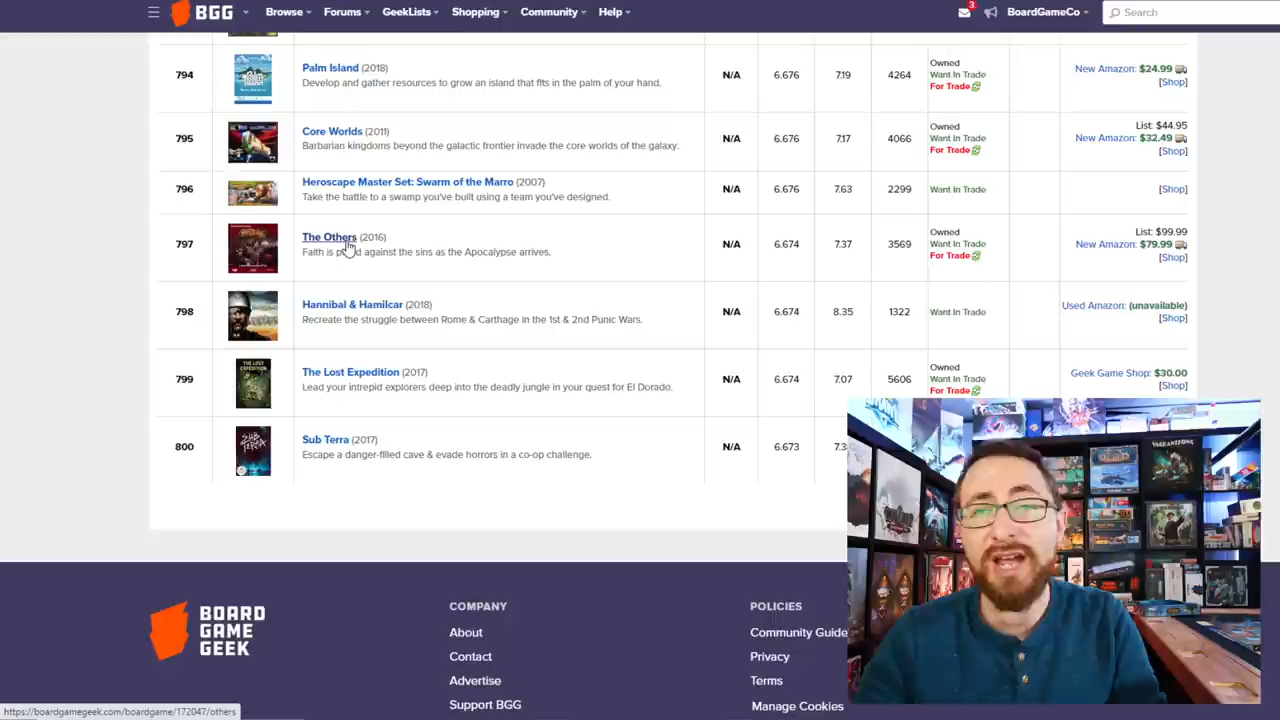 BGG Browse Forums GeekLists Shopping Community Help 3 BoardGameCo Search
794 Palm Island (2018) N/A 6.676 7.19 4264 Owned New Amazon: $24.99
Develop and gather resources to grow an island that fits in the palm of your hand. Want In Trade [Shop]
For Trade
795 Core Worlds (2011) N/A 6.676 7.17 4066 Owned List: $44.95
Barbarian kingdoms beyond the galactic frontier invade the core worlds of the galaxy. Want In Trade New Amazon: $32.49
For Trade [Shop]
796 Heroscape Master Set: Swarm of the Marro (2007) N/A 6.676 7.63 2299 Want In Trade [Shop]
Take the battle to a swamp you've built using a team you've designed.
797 The Others (2016) N/A 6.674 7.37 3569 Owned List: $99.99
Faith is against the sins as the Apocalypse arrives. Want In Trade New Amazon: $79.99
For Trade [Shop]
798 Hannibal & Hamilcar (2018) N/A 6.674 8.35 1322 Want In Trade Used Amazon: (unavailable)
Recreate the struggle between Rome & Carthage in the 1st & 2nd Punic Wars. [Shop]
THE LOST EXPEDITION
799 The Lost Expedition (2017) N/A 6.674 7.07 5606 Owned Geek Game Shop: $30.00
Lead your intrepid explorers deep into the deadly jungle in your quest for El Dorado. Want In Trade [Shop]
For Trade
SUB TERRA
800 Sub Terra (2017) N/A 6.673
Escape a danger-filled cave & evade horrors in a co-op challenge.
VAGRANTSONG
BOARD
GAME
GEEK
COMPANY
About
Contact
Advertise
Support BGG
POLICIES
Community Guide
Privacy
Terms
Manage Cookies
https://boardgamegeek.com/boardgame/172047/others